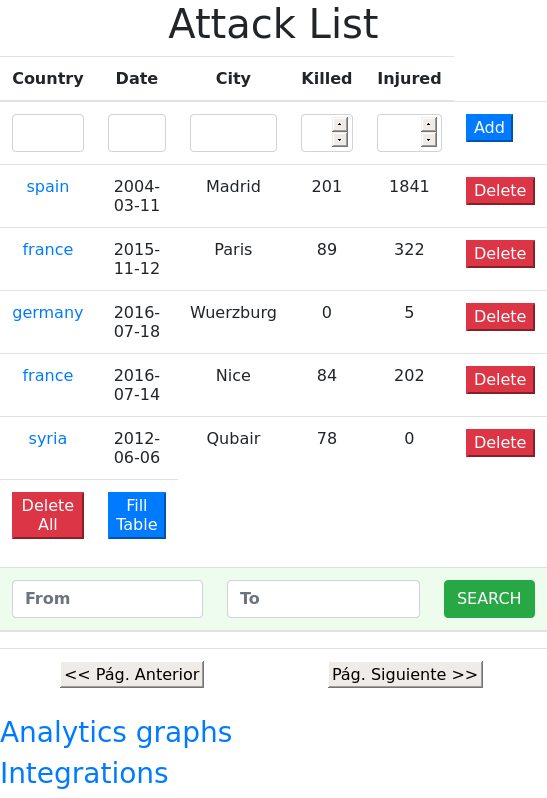 Attack List
Country Date City Killed Injured
Add
spain 2004-03-11 Madrid 201 1841 Delete
france 2015-11-12 Paris 89 322 Delete
germany 2016-07-18 Wuerzburg 0 5 Delete
france 2016-07-14 Nice 84 202 Delete
syria 2012-06-06 Qubair 78 0 Delete
Delete All Fill Table
From To SEARCH
<< Pág. Anterior Pág. Siguiente >>
Analytics graphs
Integrations